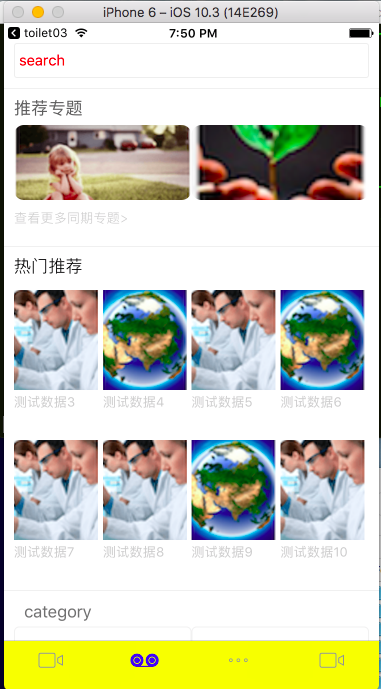 iPhone 6 – iOS 10.3 (14E269)
toilet03 7:50 PM
search
推荐专题
查看更多同期专题>
热门推荐
测试数据3 测试数据4 测试数据5 测试数据6
测试数据7 测试数据8 测试数据9 测试数据10
category